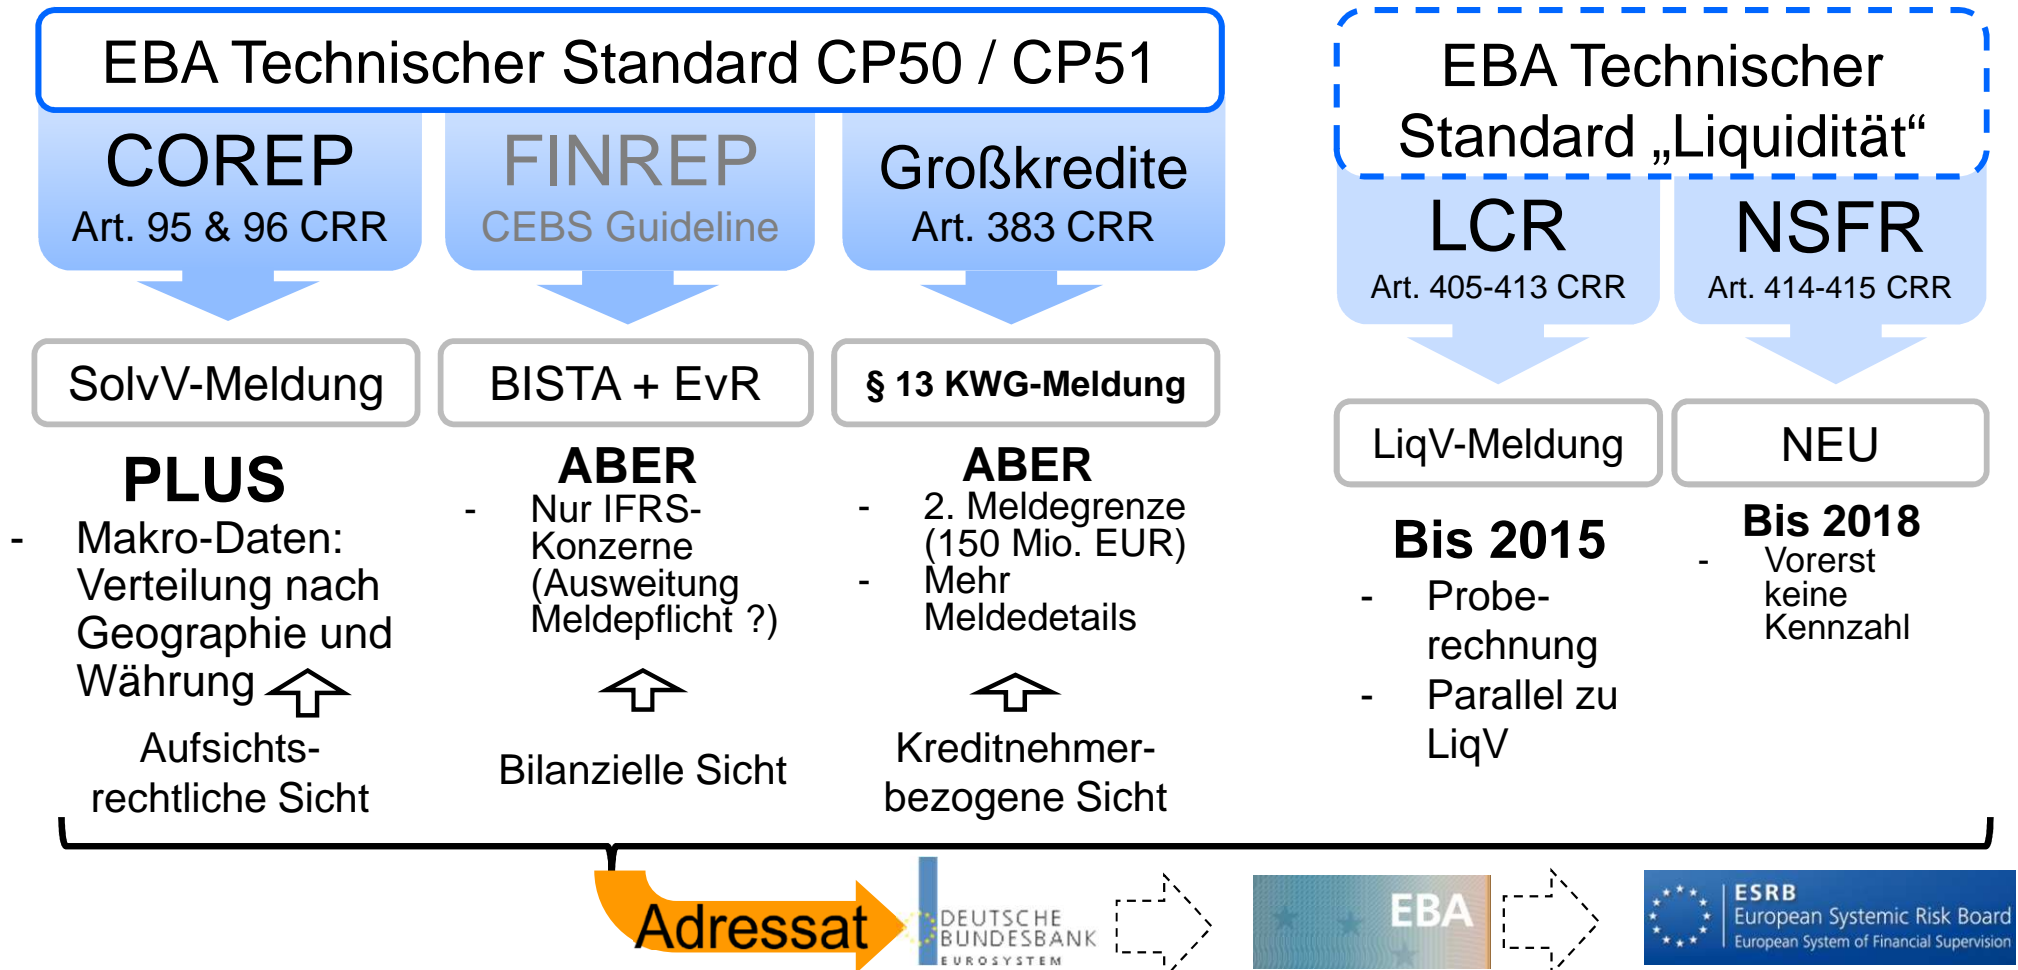 EBA Technischer Standard CP50 / CP51
COREP
Art. 95 & 96 CRR
FINREP
CEBS Guideline
Großkredite
Art. 383 CRR
SolvV-Meldung
BISTA + EvR
§ 13 KWG-Meldung
PLUS
- Makro-Daten:
Verteilung nach
Geographie und
Währung
ABER
- Nur IFRS-
Konzerne
(Ausweitung
Meldepflicht ?)
ABER
- 2. Meldegrenze
(150 Mio. EUR)
- Mehr
Meldedetails
Aufsichts-
rechtliche Sicht
Bilanzielle Sicht
Kreditnehmer-
bezogene Sicht
EBA Technischer
Standard „Liquidität“
LCR
Art. 405-413 CRR
NSFR
Art. 414-415 CRR
LiqV-Meldung
NEU
Bis 2015
- Probe-
rechnung
- Parallel zu
LiqV
Bis 2018
- Vorerst
keine
Kennzahl
Adressat
DEUTSCHE
BUNDESBANK
EUROSYSTEM
EBA
ESRB
European Systemic Risk Board
European System of Financial Supervision